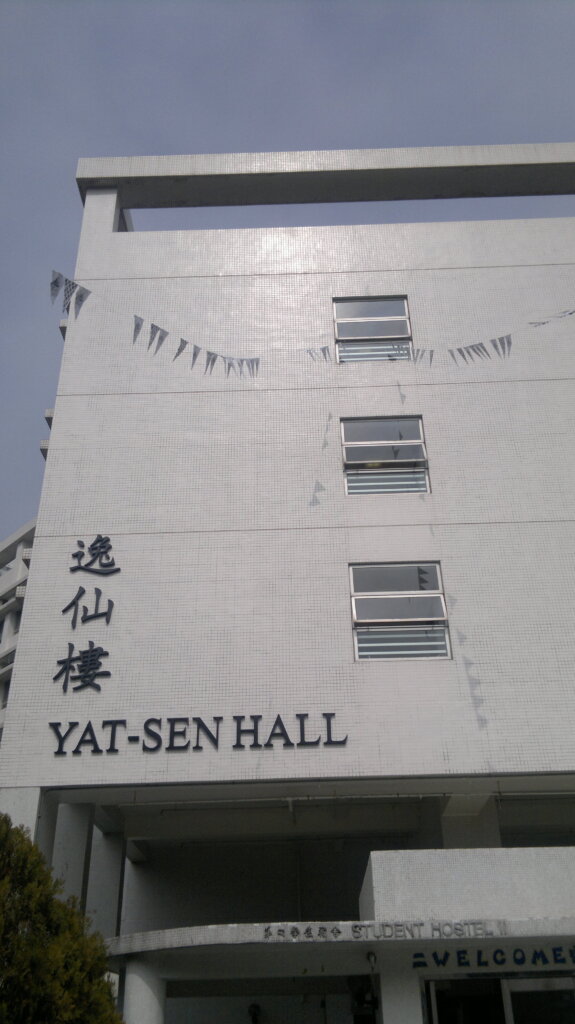 逸仙樓
YAT-SEN HALL
STUDENT HOSTEL II
WELCOME